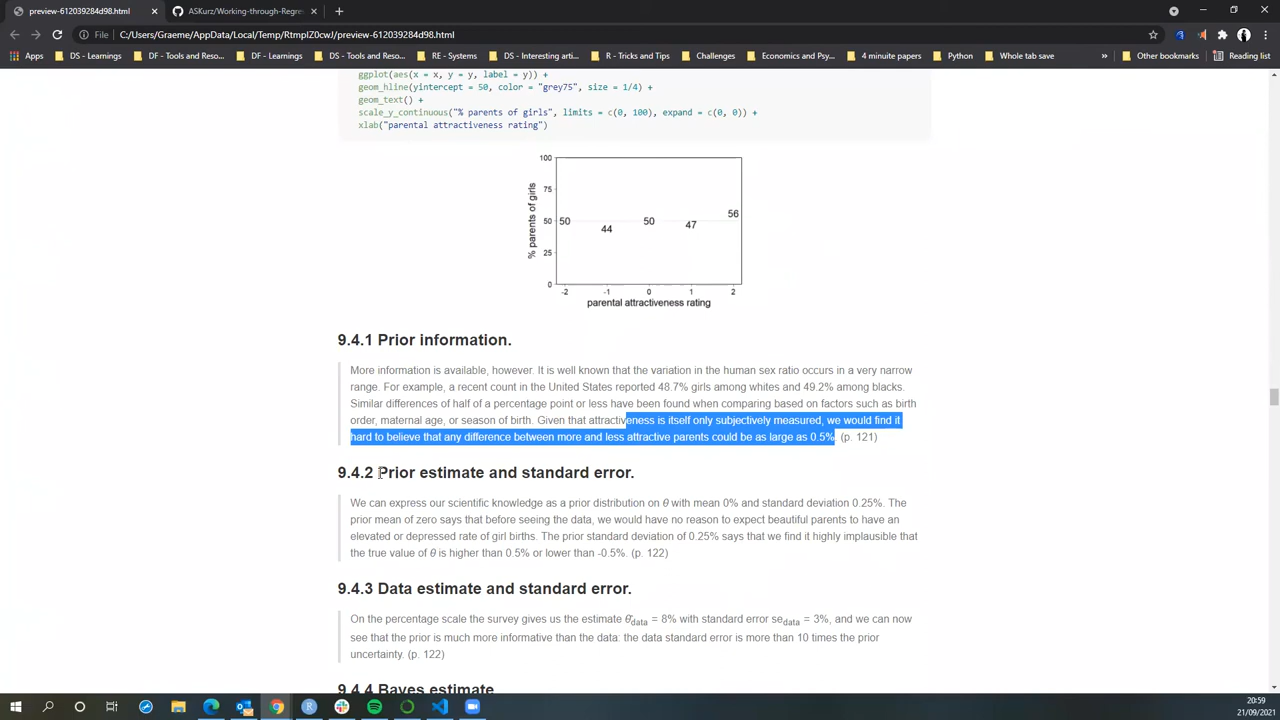 preview-612039284d98.html
ASKurz/Working-through-Regres
File
C:/Users/Graeme/AppData/Local/Temp/RtmpIZ0cwJ/preview-612039284d98.html
Apps
DS - Learnings
DS - Tools and Reso...
DF - Learnings
DS - Tools and Reso...
RE - Systems
DS - Interesting arti...
R - Tricks and Tips
Challenges
Economics and Psy...
4 minuite papers
Python
Whole tab save
»
Other bookmarks
Reading list
ggplot(aes(x = x, y = y, label = y)) +
geom_hline(yintercept = 50, color = "grey75", size = 1/4) +
geom_text() +
scale_y_continuous("% parents of girls", limits = c(0, 100), expand = c(0, 0)) +
xlab("parental attractiveness rating")
% parents of girls
100
75
50
25
0
50
44
50
47
56
-2
-1
0
1
2
parental attractiveness rating
9.4.1 Prior information.
More information is available, however. It is well known that the variation in the human sex ratio occurs in a very narrow
range. For example, a recent count in the United States reported 48.7% girls among whites and 49.2% among blacks.
Similar differences of half of a percentage point or less have been found when comparing based on factors such as birth
order, maternal age, or season of birth. Given that attractiveness is itself only subjectively measured, we would find it
hard to believe that any difference between more and less attractive parents could be as large as 0.5%. (p. 121)
9.4.2 Prior estimate and standard error.
We can express our scientific knowledge as a prior distribution on θ with mean 0% and standard deviation 0.25%. The
prior mean of zero says that before seeing the data, we would have no reason to expect beautiful parents to have an
elevated or depressed rate of girl births. The prior standard deviation of 0.25% says that we find it highly implausible that
the true value of θ is higher than 0.5% or lower than -0.5%. (p. 122)
9.4.3 Data estimate and standard error.
On the percentage scale the survey gives us the estimate θ̂data = 8% with standard error sedata = 3%, and we can now
see that the prior is much more informative than the data: the data standard error is more than 10 times the prior
uncertainty. (p. 122)
9.4.4 Bayes estimate
20:59
21/09/2021